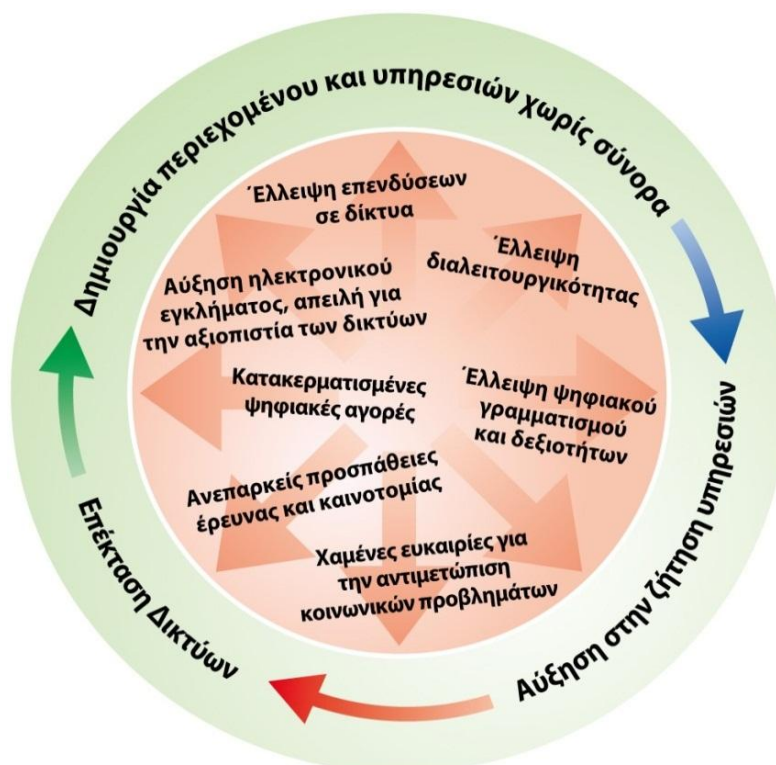 Δημιουργία περιεχομένου και υπηρεσιών χωρίς σύνορα
Έλλειψη επενδύσεων
σε δίκτυα
Έλλειψη
διαλειτουργικότητας
Αύξηση ηλεκτρονικού
εγκλήματος, απειλή για
την αξιοπιστία των δικτύων
Κατακερματισμένες
ψηφιακές αγορές
Έλλειψη ψηφιακού
γραμματισμού
και δεξιοτήτων
Ανεπαρκείς προσπάθειες
έρευνας και καινοτομίας
Χαμένες ευκαιρίες για
την αντιμετώπιση
κοινωνικών προβλημάτων
Αύξηση στην ζήτηση υπηρεσιών
Επέκταση Δικτύων